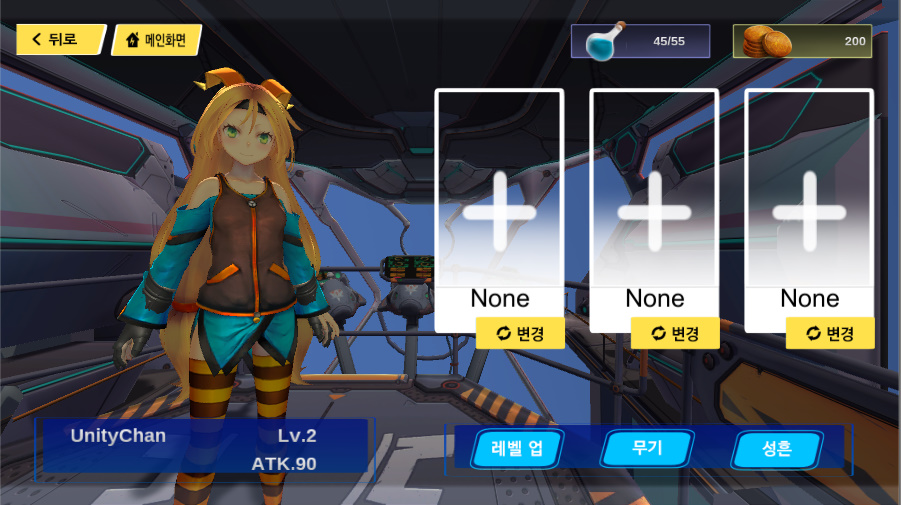 뒤로
메인화면
45/55
200
None
None
None
변경
변경
변경
UnityChan
Lv.2
ATK.90
레벨 업
무기
성흔